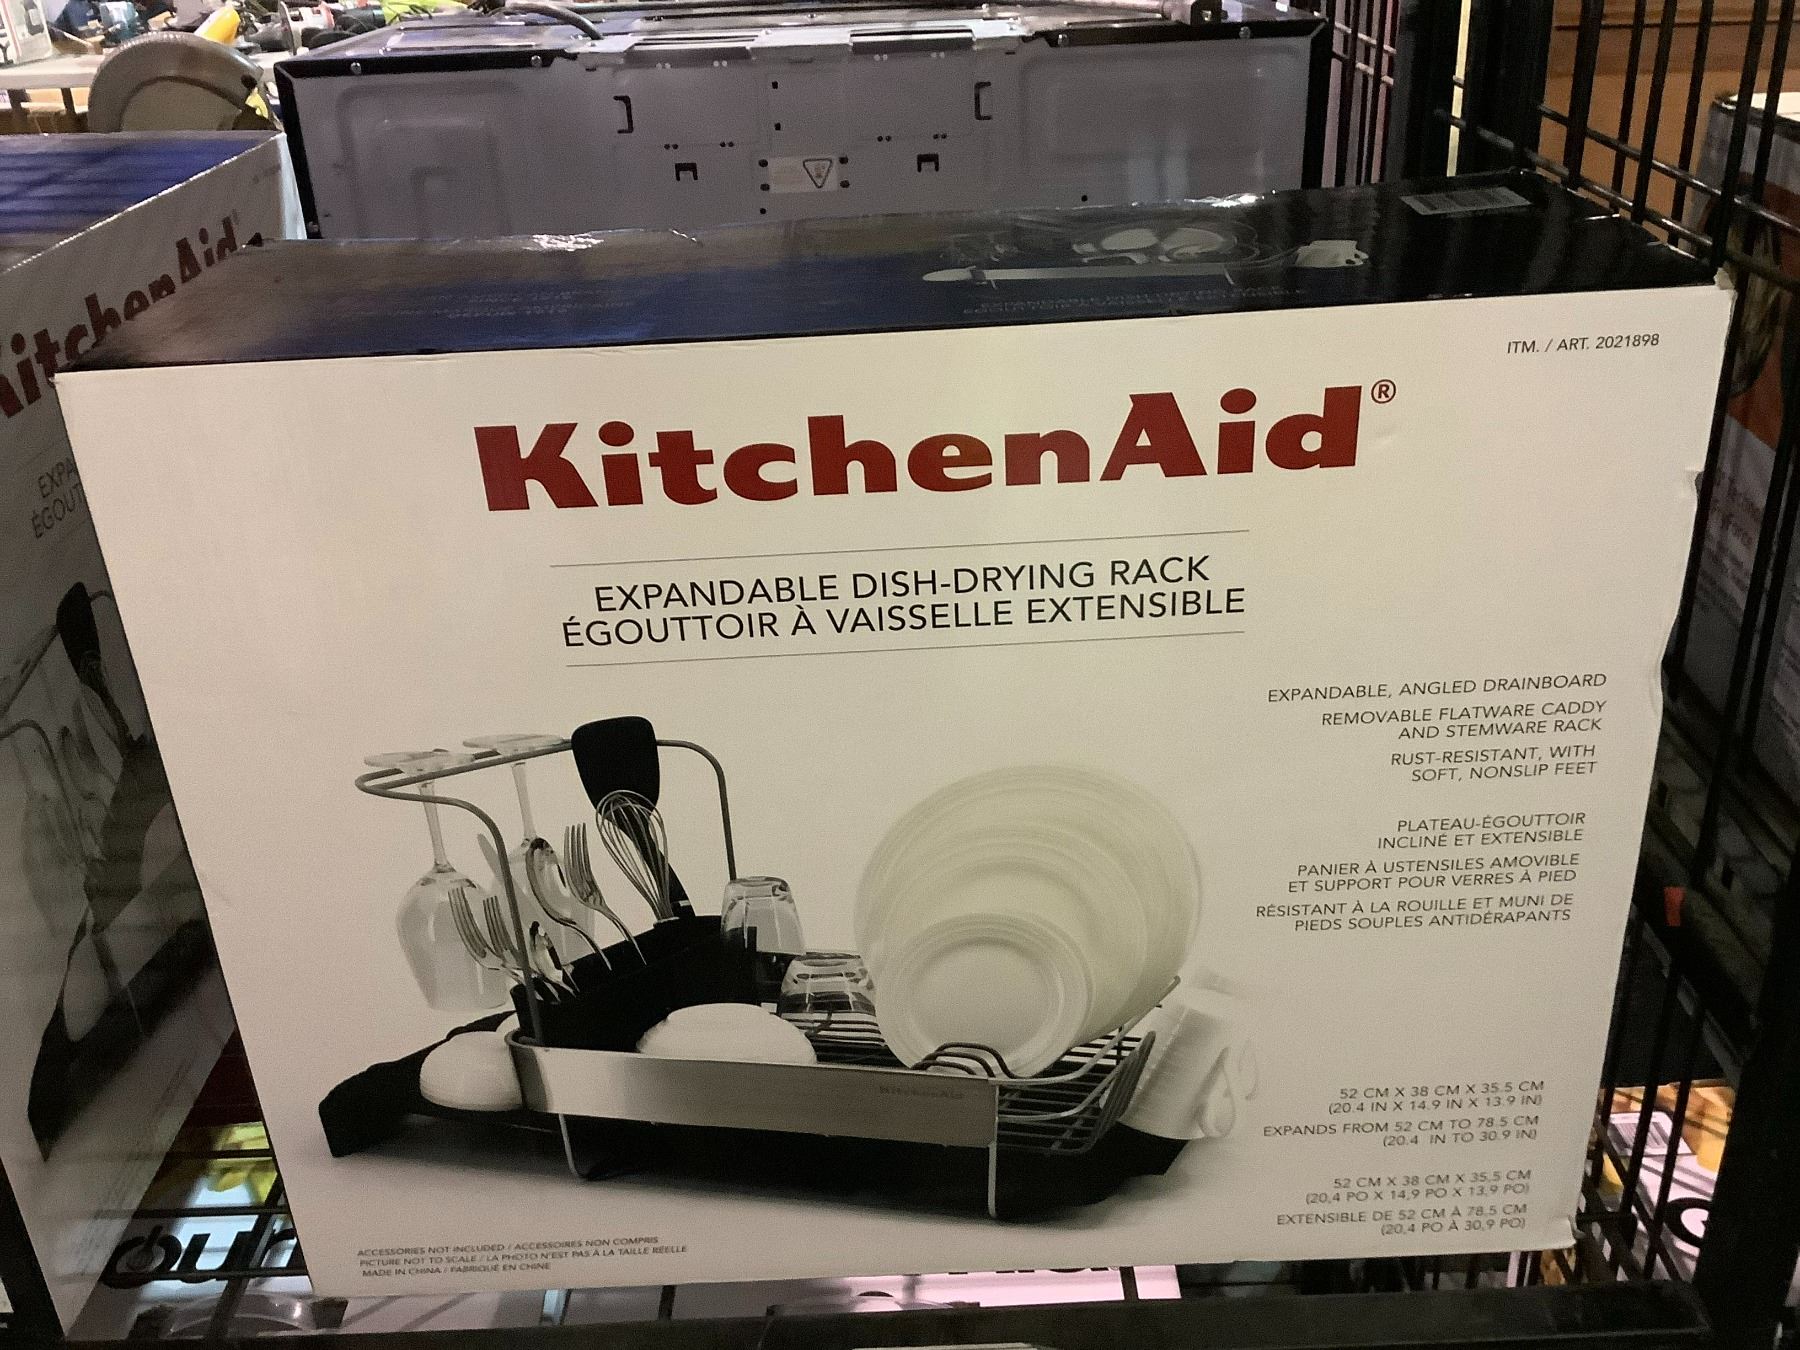 KitchenAid
EXPA
ÉGOUT
ITM. / ART. 2021898
KitchenAid®
EXPANDABLE DISH-DRYING RACK
ÉGOUTTOIR À VAISSELLE EXTENSIBLE
EXPANDABLE, ANGLED DRAINBOARD
REMOVABLE FLATWARE CADDY
AND STEMWARE RACK
RUST-RESISTANT, WITH
SOFT, NONSLIP FEET
PLATEAU-ÉGOUTTOIR
INCLINÉ ET EXTENSIBLE
PANIER À USTENSILES AMOVIBLE
ET SUPPORT POUR VERRES À PIED
RÉSISTANT À LA ROUILLE ET MUNI DE
PIEDS SOUPLES ANTIDÉRAPANTS
KitchenAid
52 CM X 38 CM X 35.5 CM
(20.4 IN X 14.9 IN X 13.9 IN)
EXPANDS FROM 52 CM TO 78.5 CM
(20.4 IN TO 30.9 IN)
52 CM X 38 CM X 35,5 CM
(20,4 PO X 14,9 PO X 13,9 PO)
EXTENSIBLE DE 52 CM À 78,5 CM
(20,4 PO À 30,9 PO)
ACCESSORIES NOT INCLUDED / ACCESSOIRES NON COMPRIS
PICTURE NOT TO SCALE / LA PHOTO N'EST PAS À LA TAILLE RÉELLE
MADE IN CHINA / FABRIQUÉ EN CHINE